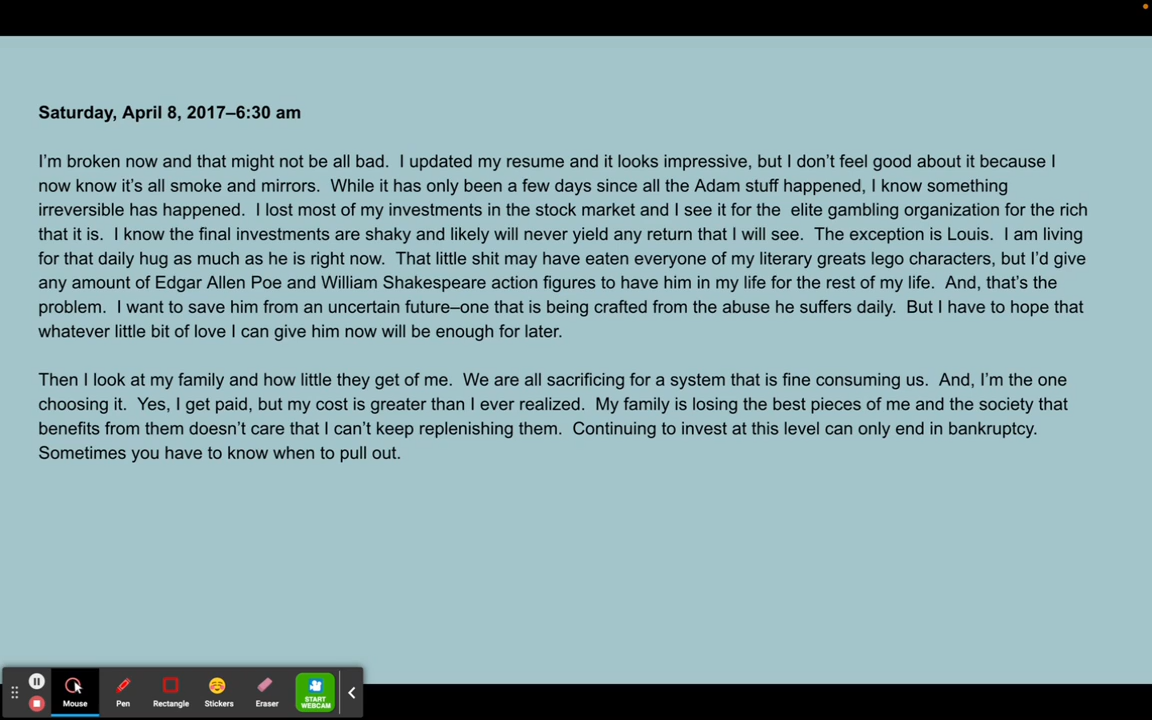 Saturday, April 8, 2017–6:30 am
I'm broken now and that might not be all bad.  I updated my resume and it looks impressive, but I don't feel good about it because I
now know it's all smoke and mirrors.  While it has only been a few days since all the Adam stuff happened, I know something
irreversible has happened.  I lost most of my investments in the stock market and I see it for the  elite gambling organization for the rich
that it is.  I know the final investments are shaky and likely will never yield any return that I will see.  The exception is Louis.  I am living
for that daily hug as much as he is right now.  That little shit may have eaten everyone of my literary greats lego characters, but I'd give
any amount of Edgar Allen Poe and William Shakespeare action figures to have him in my life for the rest of my life.  And, that's the
problem.  I want to save him from an uncertain future–one that is being crafted from the abuse he suffers daily.  But I have to hope that
whatever little bit of love I can give him now will be enough for later.
Then I look at my family and how little they get of me.  We are all sacrificing for a system that is fine consuming us.  And, I'm the one
choosing it.  Yes, I get paid, but my cost is greater than I ever realized.  My family is losing the best pieces of me and the society that
benefits from them doesn't care that I can't keep replenishing them.  Continuing to invest at this level can only end in bankruptcy.
Sometimes you have to know when to pull out.
Mouse Pen Rectangle Stickers Eraser START
WEBCAM